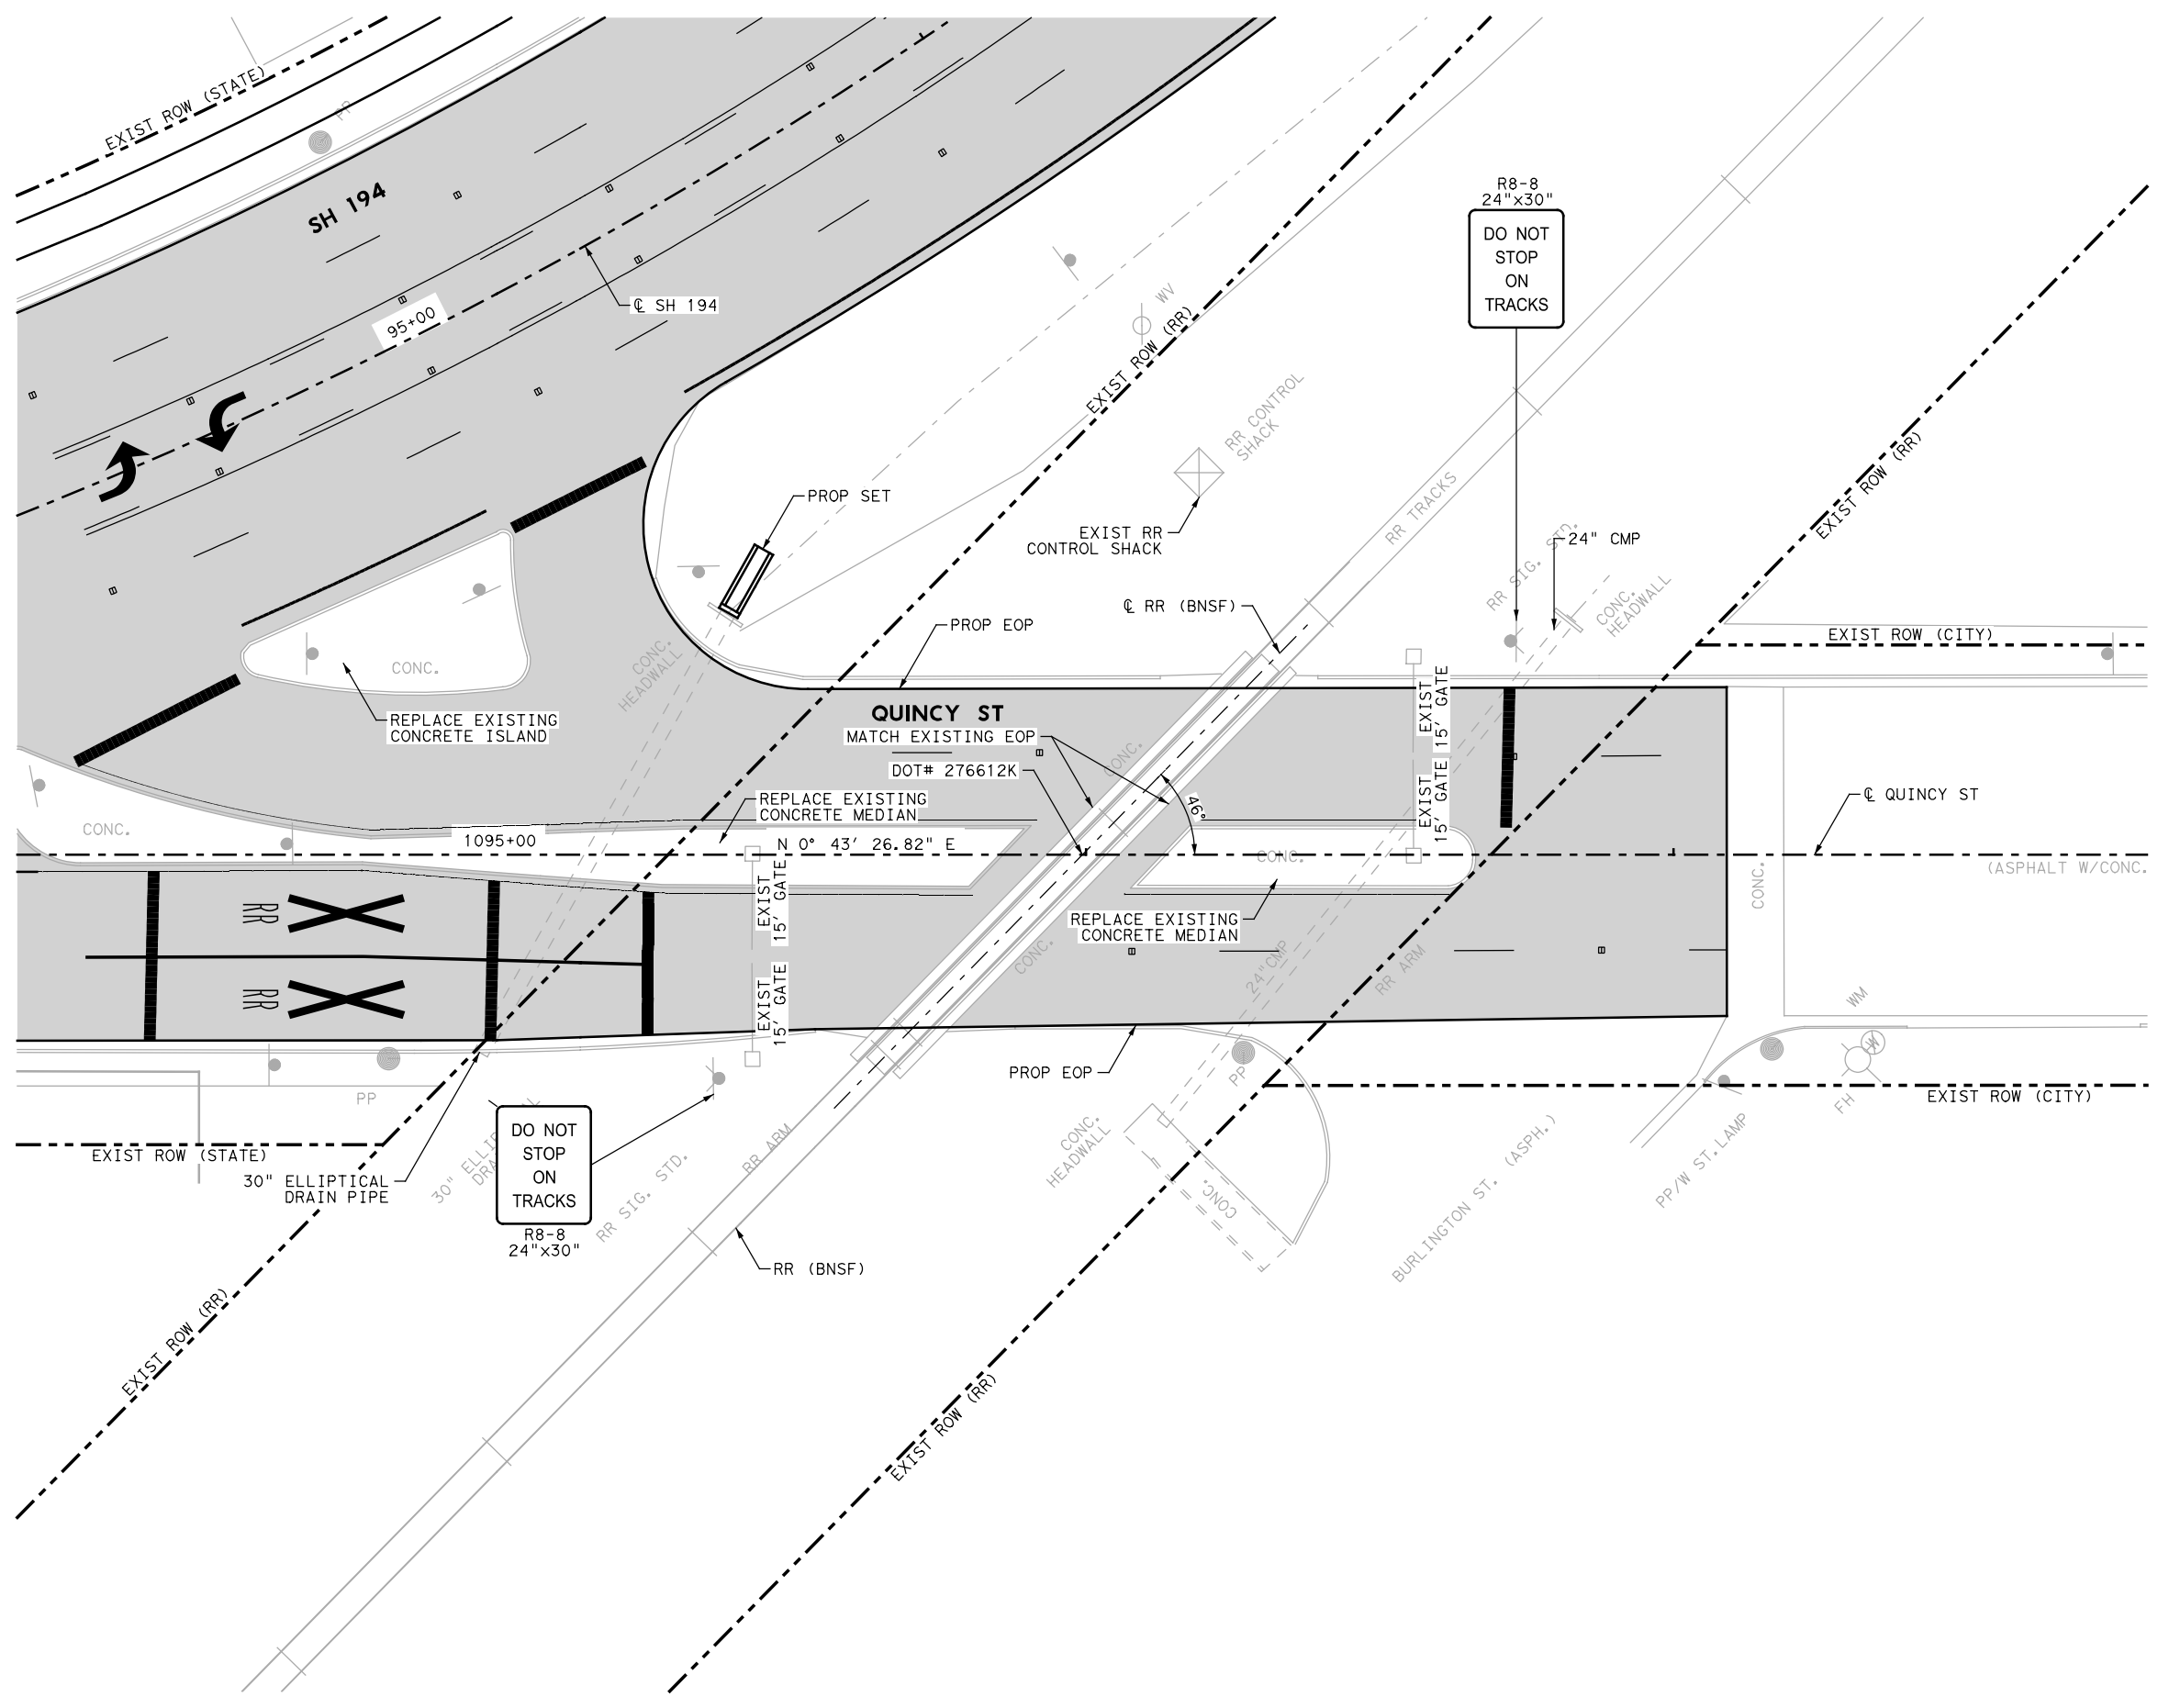 EXIST ROW (STATE)
PP
SH 194
95+00
℄ SH 194
R8-8
24"x30"
DO NOT
STOP
ON
TRACKS
WV
EXIST ROW (RR)
RR CONTROL
SHACK
EXIST RR
CONTROL SHACK
RR TRACKS
EXIST ROW (RR)
PROP SET
24" CMP
RR SIG. STD.
CONC.
HEADWALL
℄ RR (BNSF)
PROP EOP
EXIST ROW (CITY)
CONC.
CONC.
HEADWALL
REPLACE EXISTING
CONCRETE ISLAND
QUINCY ST
MATCH EXISTING EOP
DOT# 276612K
CONC.
46°
EXIST
15' GATE
EXIST
15' GATE
REPLACE EXISTING
CONCRETE MEDIAN
℄ QUINCY ST
CONC.
1095+00
N 0° 43' 26.82" E
CONC.
(ASPHALT W/CONC.
CONC.
EXIST
15' GATE
EXIST
15' GATE
RR
RR
REPLACE EXISTING
CONCRETE MEDIAN
CONC.
24"CMP
RR ARM
WM
W
FH
PROP EOP
PP
PP
EXIST ROW (CITY)
EXIST ROW (STATE)
30" ELLIPTICAL
DRAIN PIPE
DO NOT
STOP
ON
TRACKS
R8-8
24"x30"
RR SIG. STD.
RR ARM
CONC.
HEADWALL
CONC.
BURLINGTON ST. (ASPH.)
PP/W ST.LAMP
RR (BNSF)
EXIST ROW (RR)
EXIST ROW (RR)